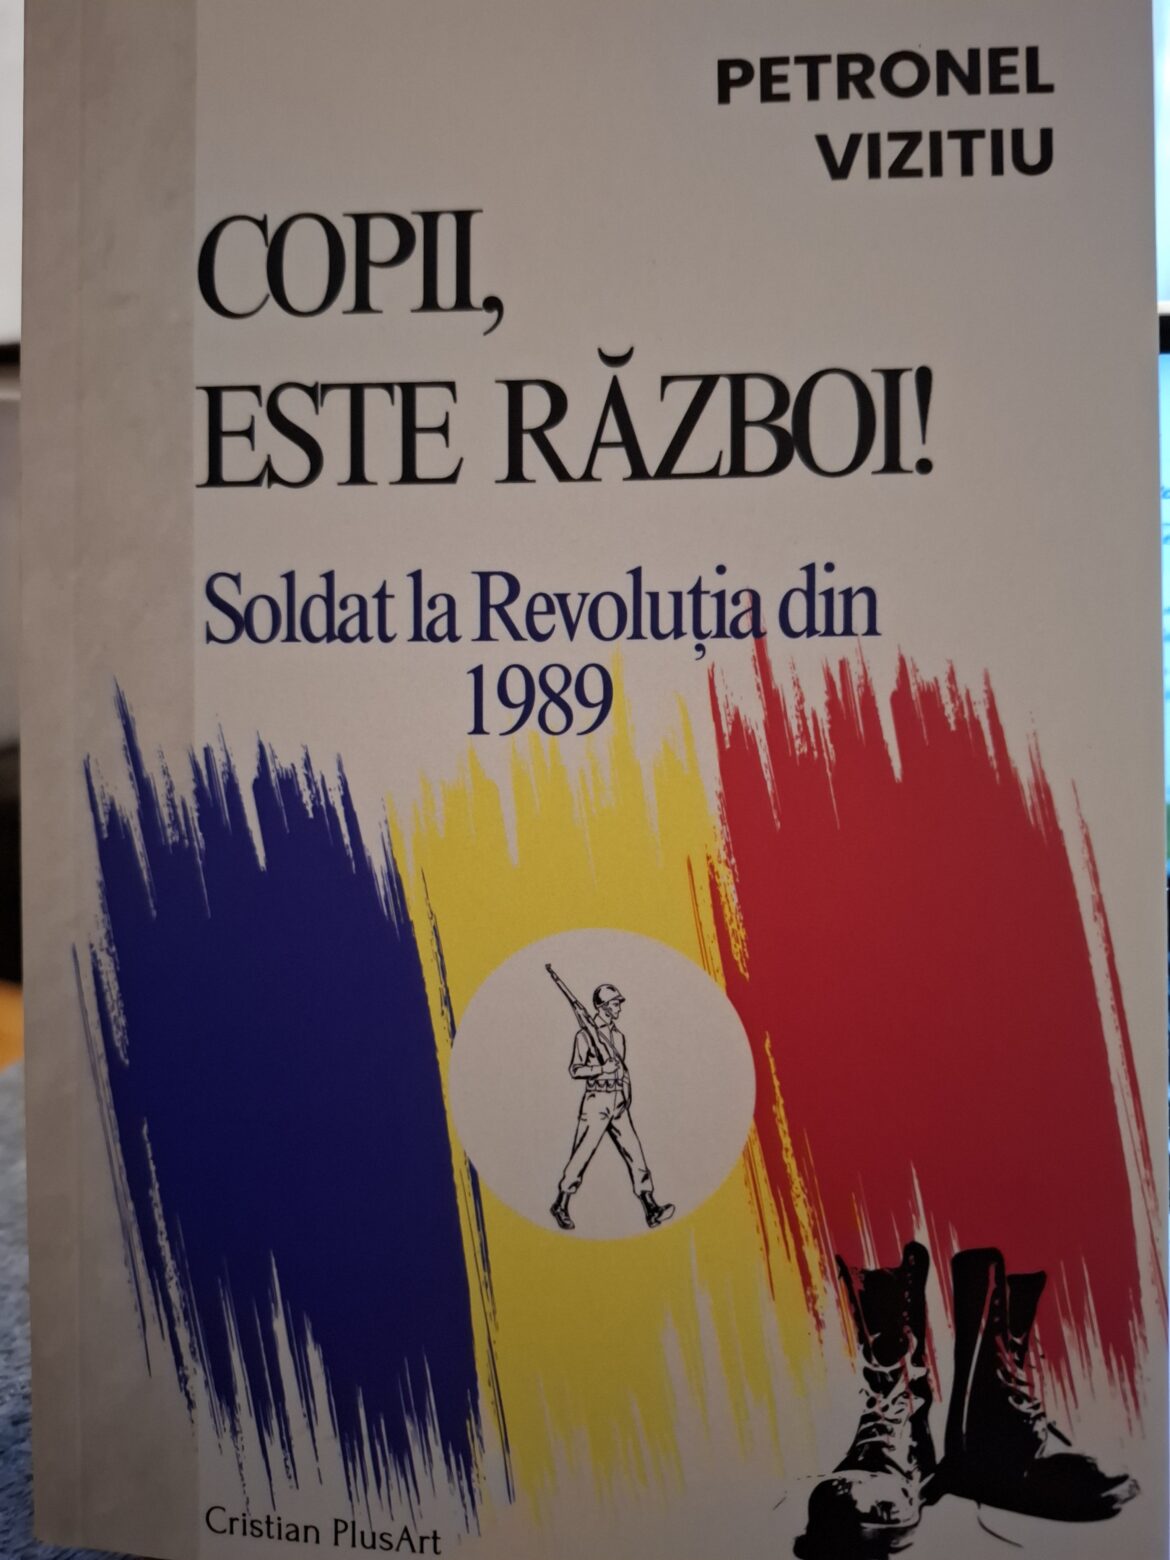 PETRONEL
VIZITIU
COPII,
ESTE RĂZBOI!
Soldat la Revoluția din
1989
Cristian PlusArt